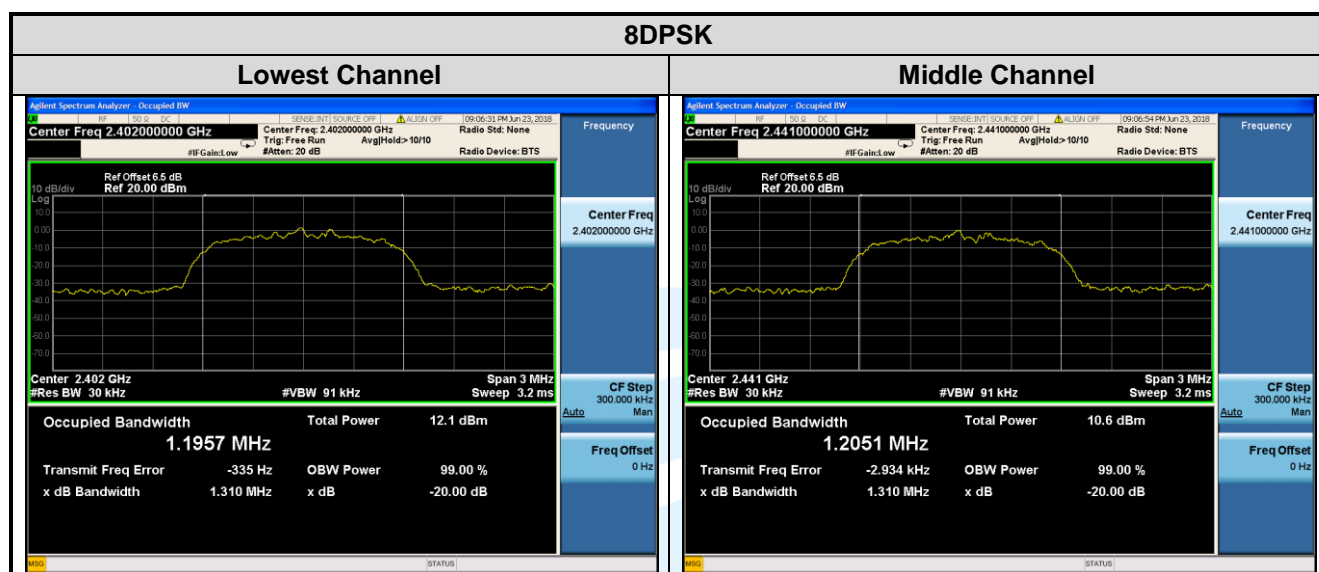 8DPSK
Lowest Channel
Middle Channel
Agilent Spectrum Analyzer - Occupied BW
RF 50 Ω DC SENSE:INT SOURCE OFF ALIGN OFF 09:06:31 PM Jun 23, 2018
Center Freq 2.402000000 GHz
Center Freq: 2.402000000 GHz
Radio Std: None
Trig: Free Run Avg|Hold:>10/10
#IFGain:Low
#Atten: 20 dB
Radio Device: BTS
Frequency
Ref Offset 6.5 dB
10 dB/div Ref 20.00 dBm
Log
10.0
0.00
-10.0
-20.0
-30.0
-40.0
-50.0
-60.0
-70.0
Center Freq
2.402000000 GHz
Center 2.402 GHz
Span 3 MHz
#Res BW 30 kHz
#VBW 91 kHz
Sweep 3.2 ms
CF Step
300.000 kHz
Auto Man
Occupied Bandwidth
Total Power 12.1 dBm
1.1957 MHz
Transmit Freq Error -335 Hz OBW Power 99.00 %
x dB Bandwidth 1.310 MHz x dB -20.00 dB
Freq Offset
0 Hz
MSG
STATUS
Agilent Spectrum Analyzer - Occupied BW
RF 50 Ω DC SENSE:INT SOURCE OFF ALIGN OFF 09:06:54 PM Jun 23, 2018
Center Freq 2.441000000 GHz
Center Freq: 2.441000000 GHz
Radio Std: None
Trig: Free Run Avg|Hold:>10/10
#IFGain:Low
#Atten: 20 dB
Radio Device: BTS
Frequency
Ref Offset 6.5 dB
10 dB/div Ref 20.00 dBm
Log
10.0
0.00
-10.0
-20.0
-30.0
-40.0
-50.0
-60.0
-70.0
Center Freq
2.441000000 GHz
Center 2.441 GHz
Span 3 MHz
#Res BW 30 kHz
#VBW 91 kHz
Sweep 3.2 ms
CF Step
300.000 kHz
Auto Man
Occupied Bandwidth
Total Power 10.6 dBm
1.2051 MHz
Transmit Freq Error -2.934 kHz OBW Power 99.00 %
x dB Bandwidth 1.310 MHz x dB -20.00 dB
Freq Offset
0 Hz
MSG
STATUS